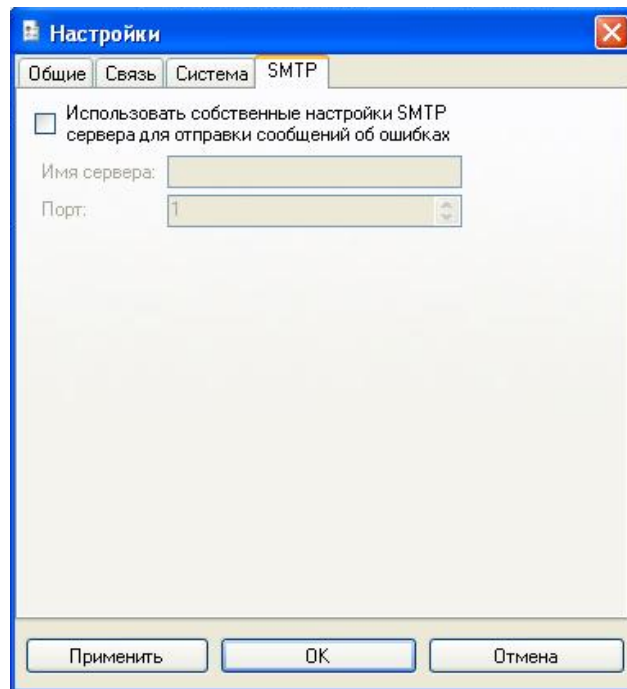 Настройки
Общие Связь Система SMTP
Использовать собственные настройки SMTP
сервера для отправки сообщений об ошибках
Имя сервера:
Порт: 1
Применить OK Отмена